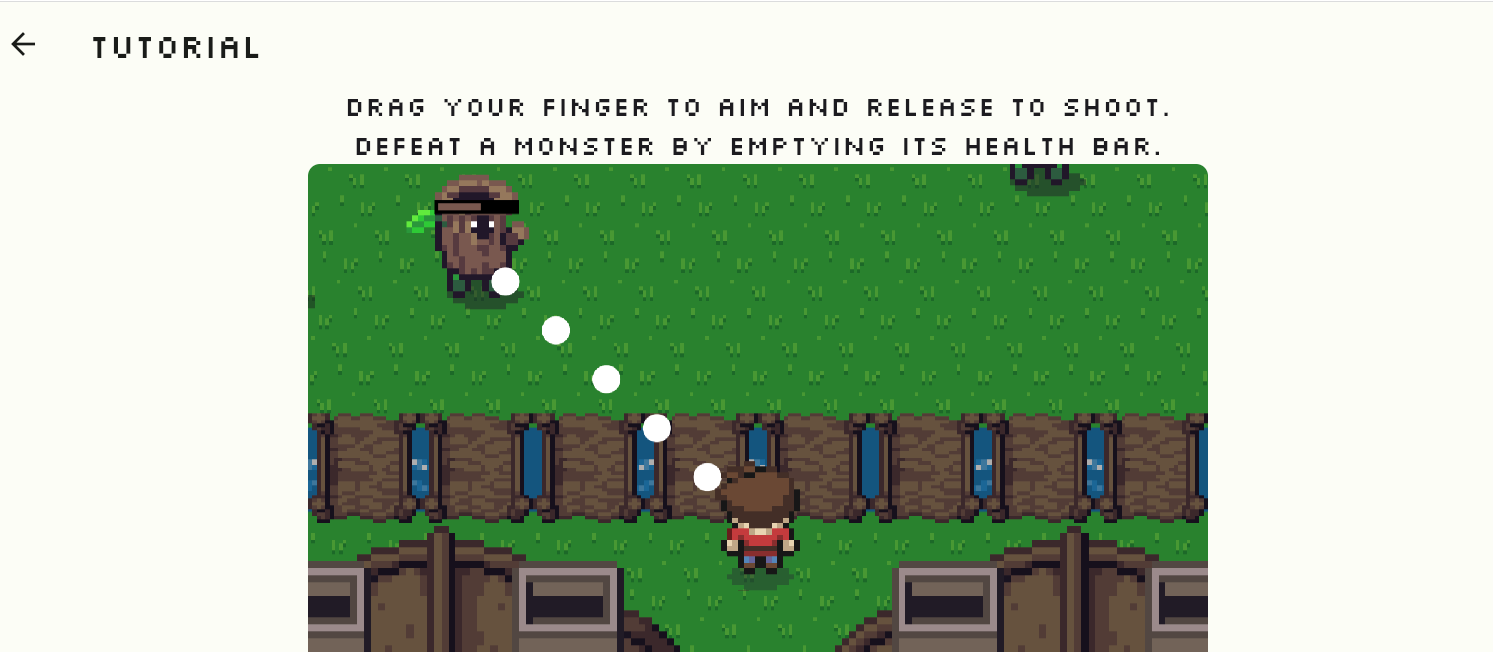 TUTORIAL
DRAG YOUR FINGER TO AIM AND RELEASE TO SHOOT.
DEFEAT A MONSTER BY EMPTYING ITS HEALTH BAR.